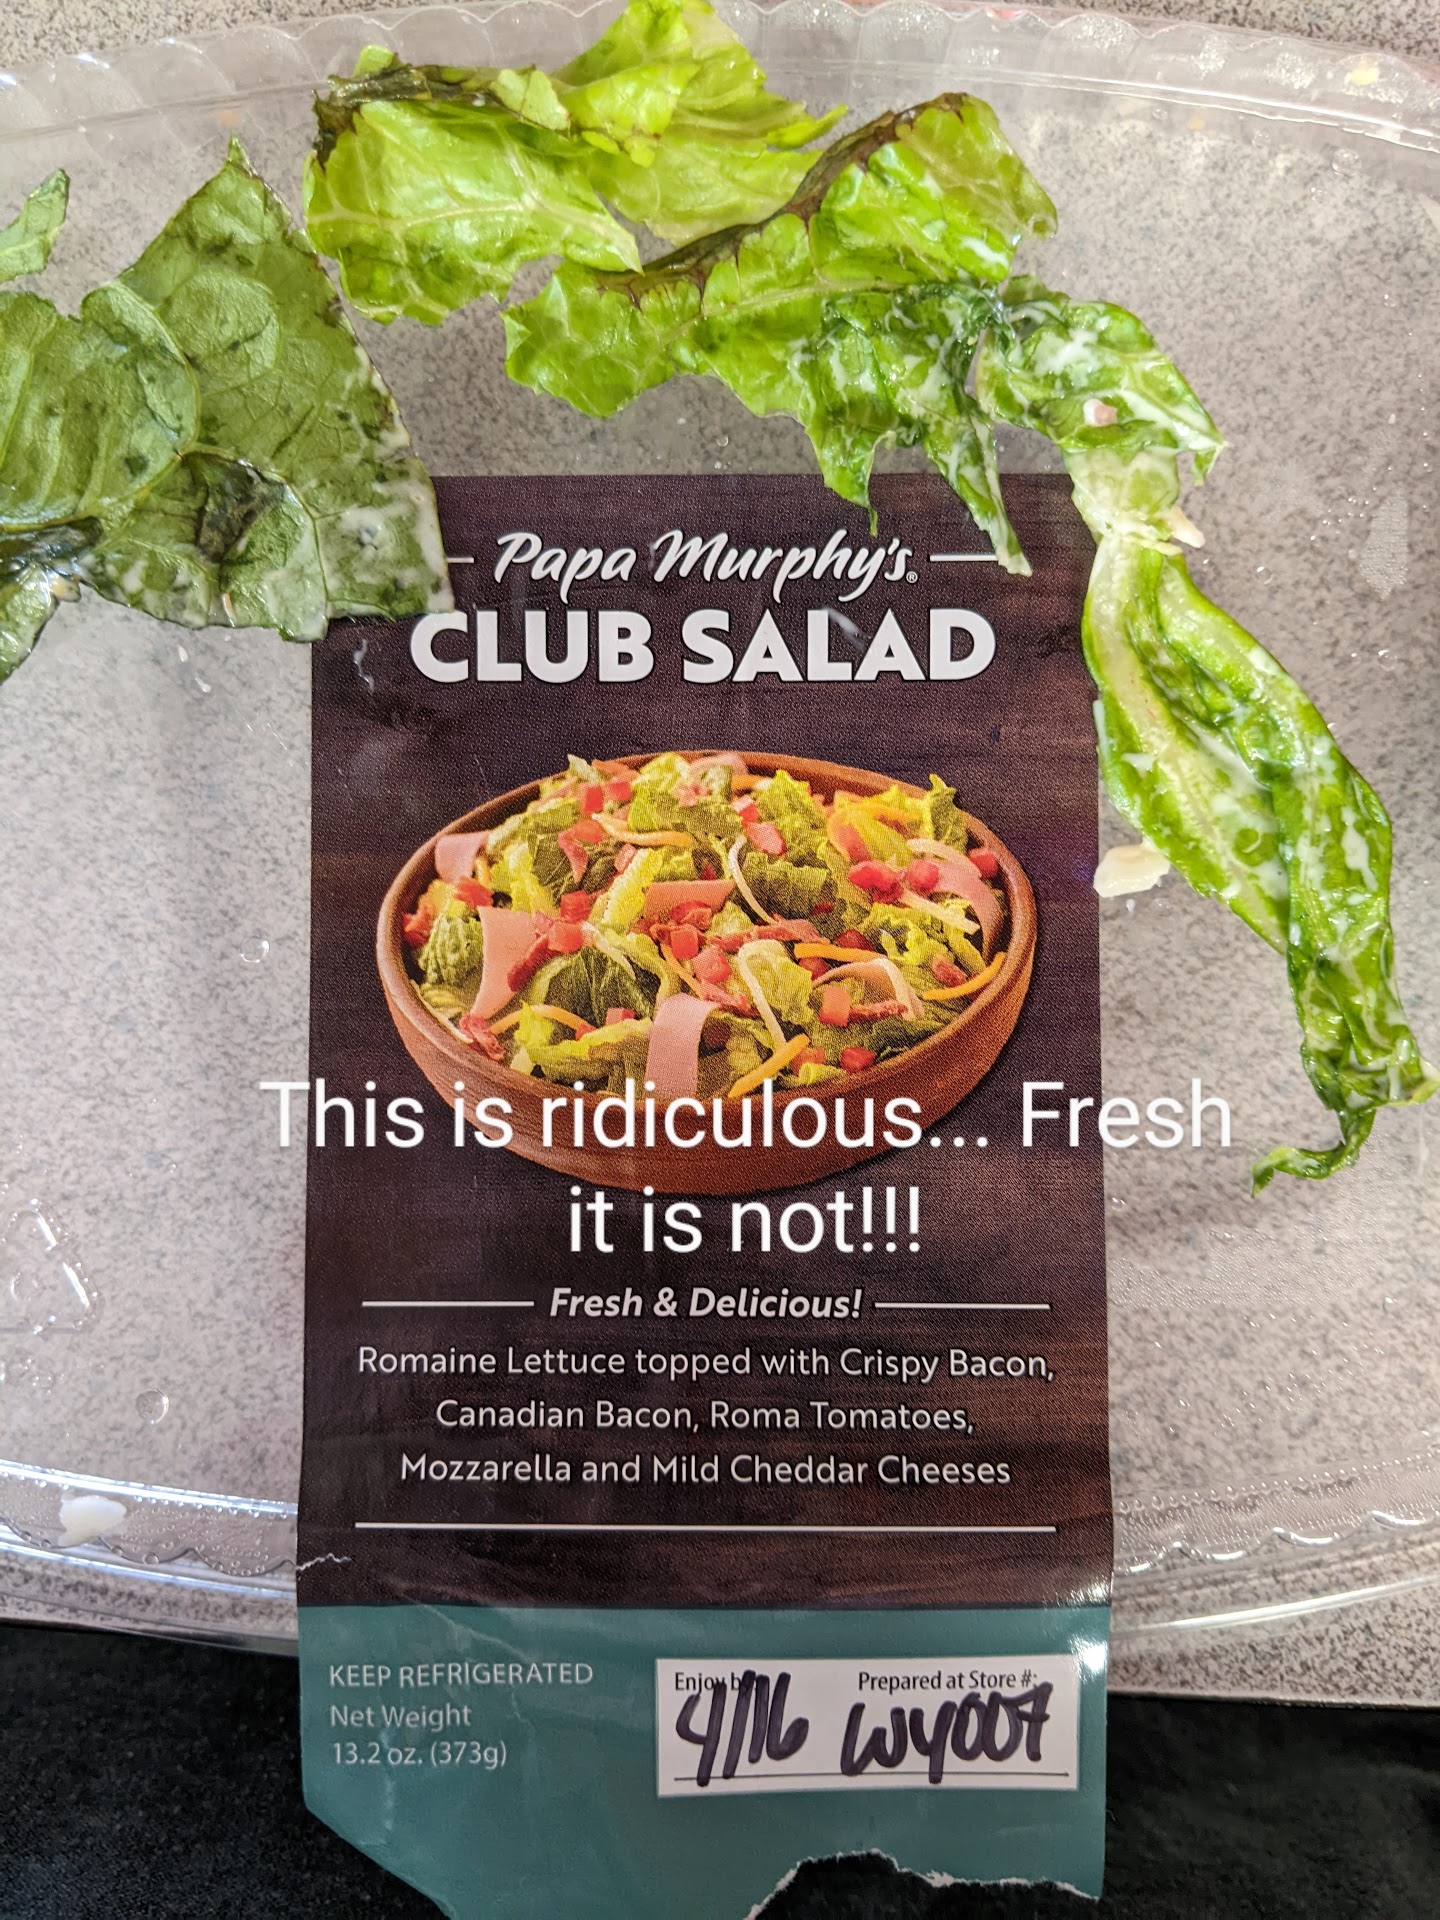 Papa Murphy's®
CLUB SALAD
This is ridiculous... Fresh
it is not!!!
Fresh & Delicious!
Romaine Lettuce topped with Crispy Bacon,
Canadian Bacon, Roma Tomatoes,
Mozzarella and Mild Cheddar Cheeses
KEEP REFRIGERATED
Net Weight
13.2 oz. (373g)
Enjoy by: Prepared at Store #:
4/16 WY007